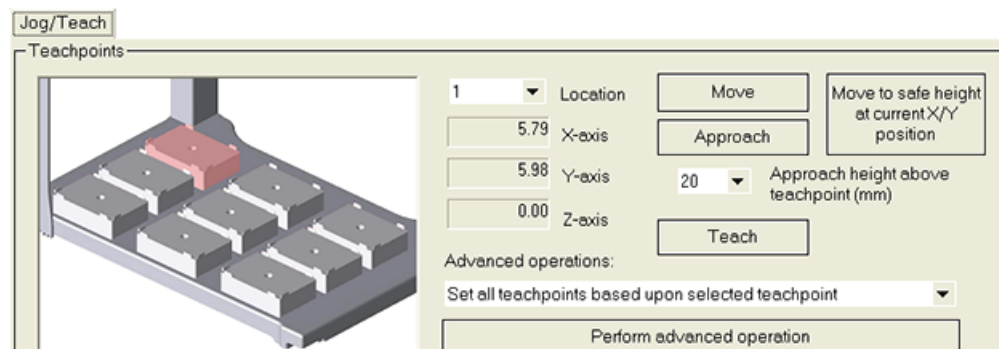 Jog/Teach
Teachpoints
1
Location
Move
Move to safe height
at current X/Y
position
5.79
X-axis
Approach
5.98
Y-axis
20
Approach height above
teachpoint (mm)
0.00
Z-axis
Teach
Advanced operations:
Set all teachpoints based upon selected teachpoint
Perform advanced operation